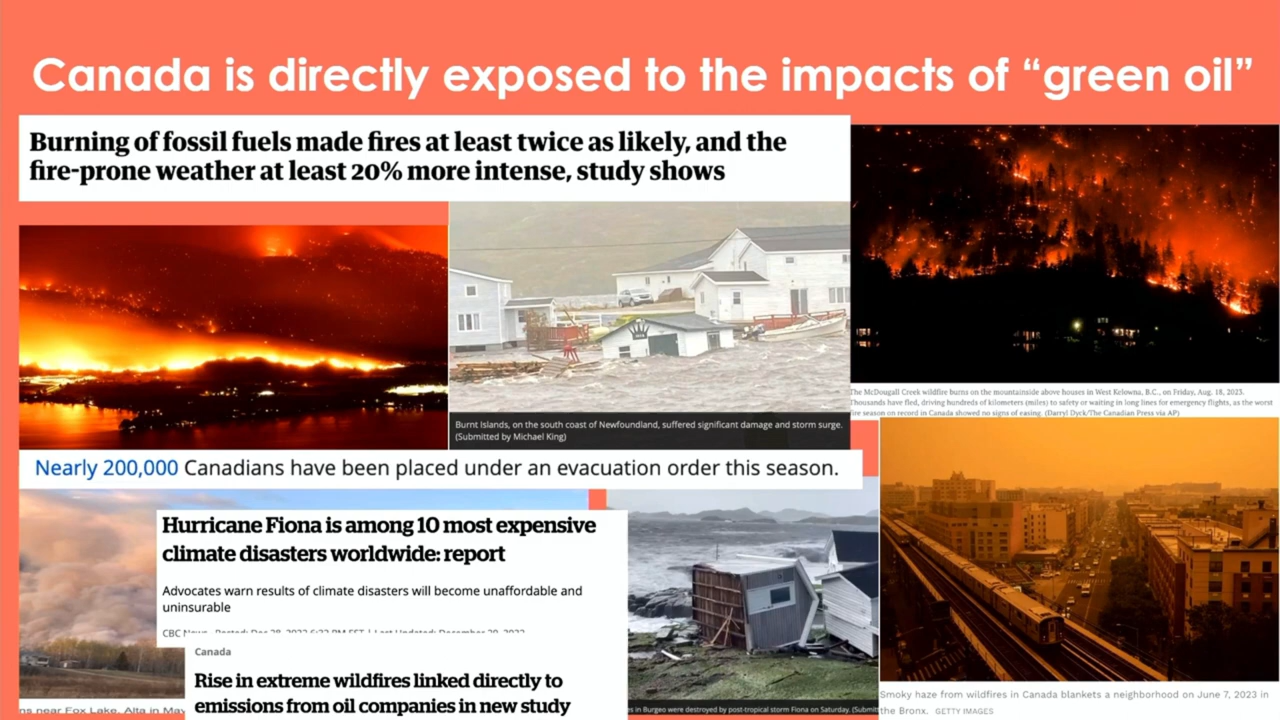 Canada is directly exposed to the impacts of “green oil”
Burning of fossil fuels made fires at least twice as likely, and the
fire-prone weather at least 20% more intense, study shows
Burnt Islands, on the south coast of Newfoundland, suffered significant damage and storm surge.
(Submitted by Michael King)
The McDougall Creek wildfire burns on the mountainside above houses in West Kelowna, B.C., on Friday, Aug. 18, 2023.
Thousands have fled, driving hundreds of kilometers (miles) to safety or waiting in long lines for emergency flights, as the worst
fire season on record in Canada showed no signs of easing. (Darryl Dyck/The Canadian Press via AP)
Nearly 200,000 Canadians have been placed under an evacuation order this season.
Hurricane Fiona is among 10 most expensive
climate disasters worldwide: report
Advocates warn results of climate disasters will become unaffordable and
uninsurable
CBC News
Canada
Rise in extreme wildfires linked directly to
emissions from oil companies in new study
near Fox Lake, Alta in May
in Burgeo were destroyed by post-tropical storm Fiona on Saturday.
Smoky haze from wildfires in Canada blankets a neighborhood on June 7, 2023 in
the Bronx. GETTY IMAGES